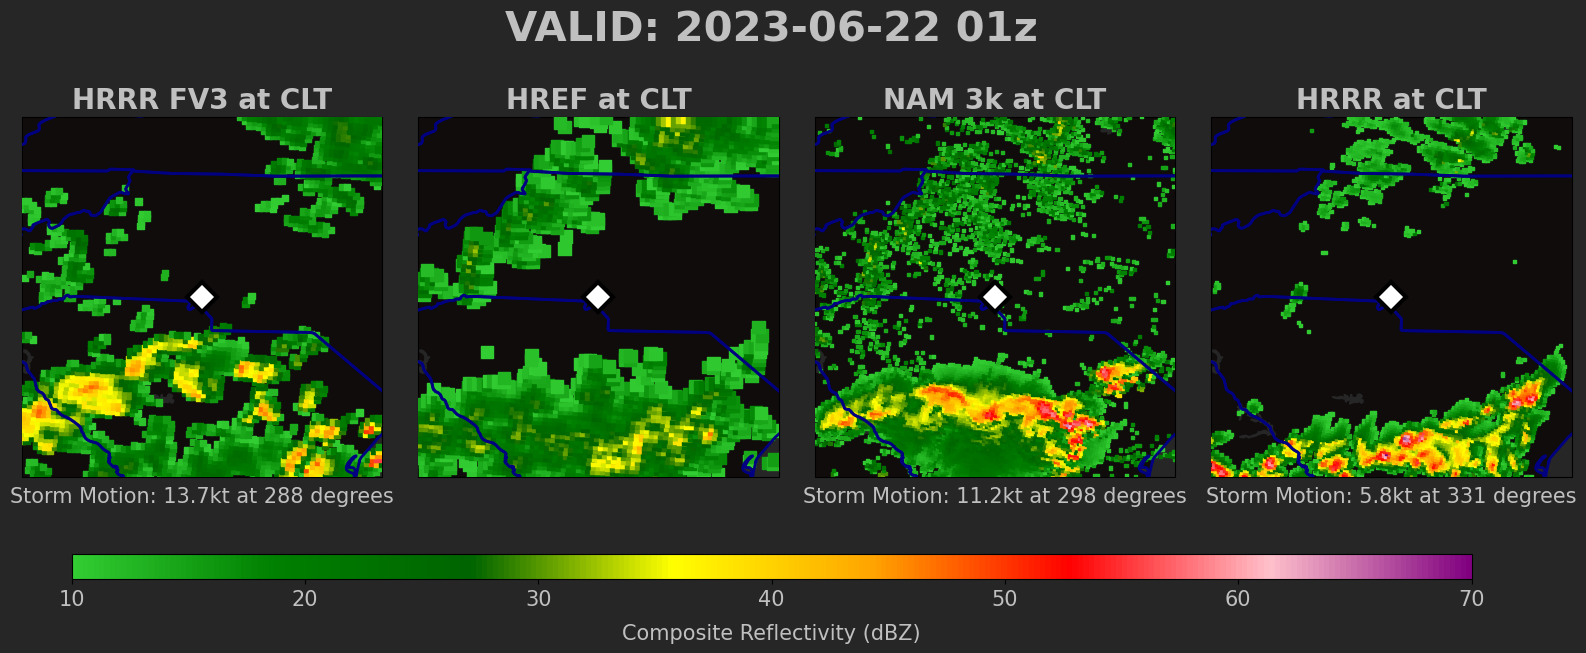 VALID: 2023-06-22 01z
HRRR FV3 at CLT
HREF at CLT
NAM 3k at CLT
HRRR at CLT
Storm Motion: 13.7kt at 288 degrees
Storm Motion: 11.2kt at 298 degrees
Storm Motion: 5.8kt at 331 degrees
10 20 30 40 50 60 70
Composite Reflectivity (dBZ)